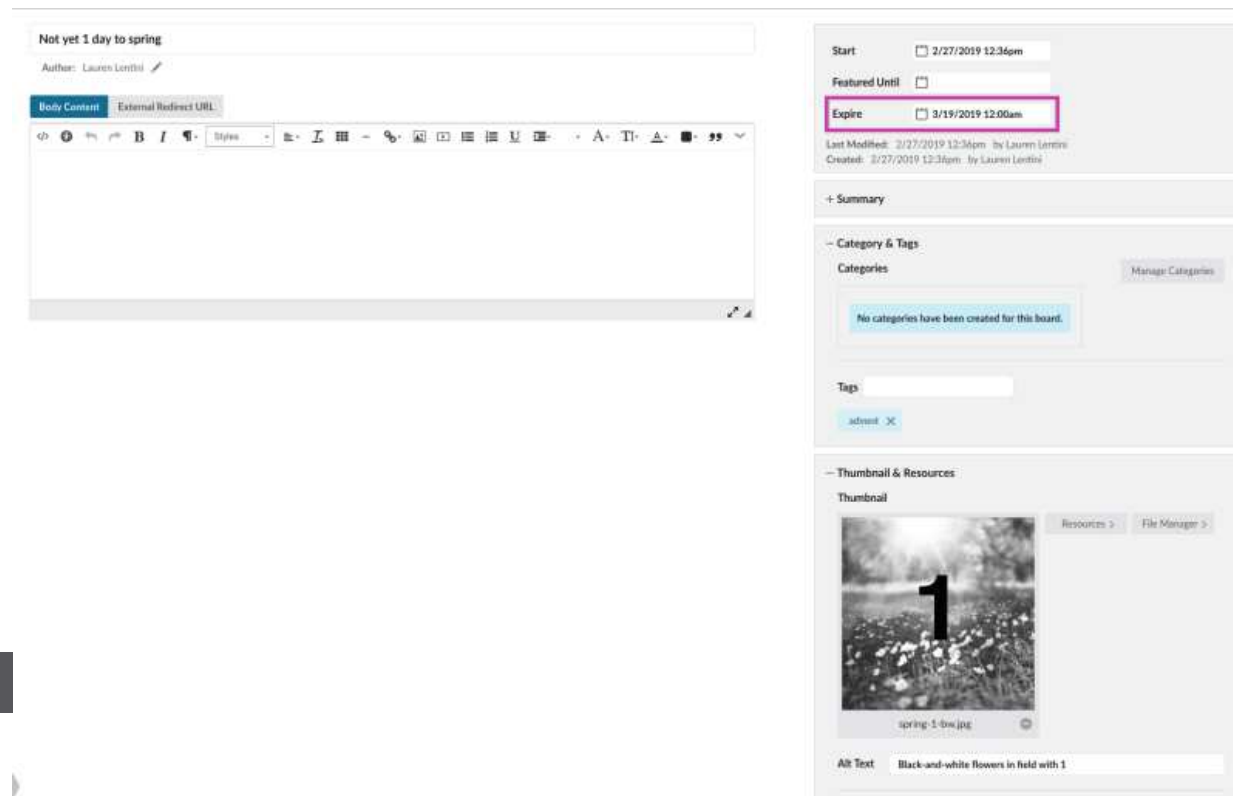 Not yet 1 day to spring
Author: Lauren Lentini
Body Content External Redirect URL
Styles
Start 2/27/2019 12:36pm
Featured Until
Expire 3/19/2019 12:00am
Last Modified: 2/27/2019 12:36pm by Lauren Lentini
Created: 2/27/2019 12:36pm by Lauren Lentini
+ Summary
– Category & Tags
Categories
Manage Categories
No categories have been created for this board.
Tags
advent ×
– Thumbnail & Resources
Thumbnail
Resources > File Manager >
1
spring-1-bw.jpg
Alt Text Black-and-white flowers in field with 1